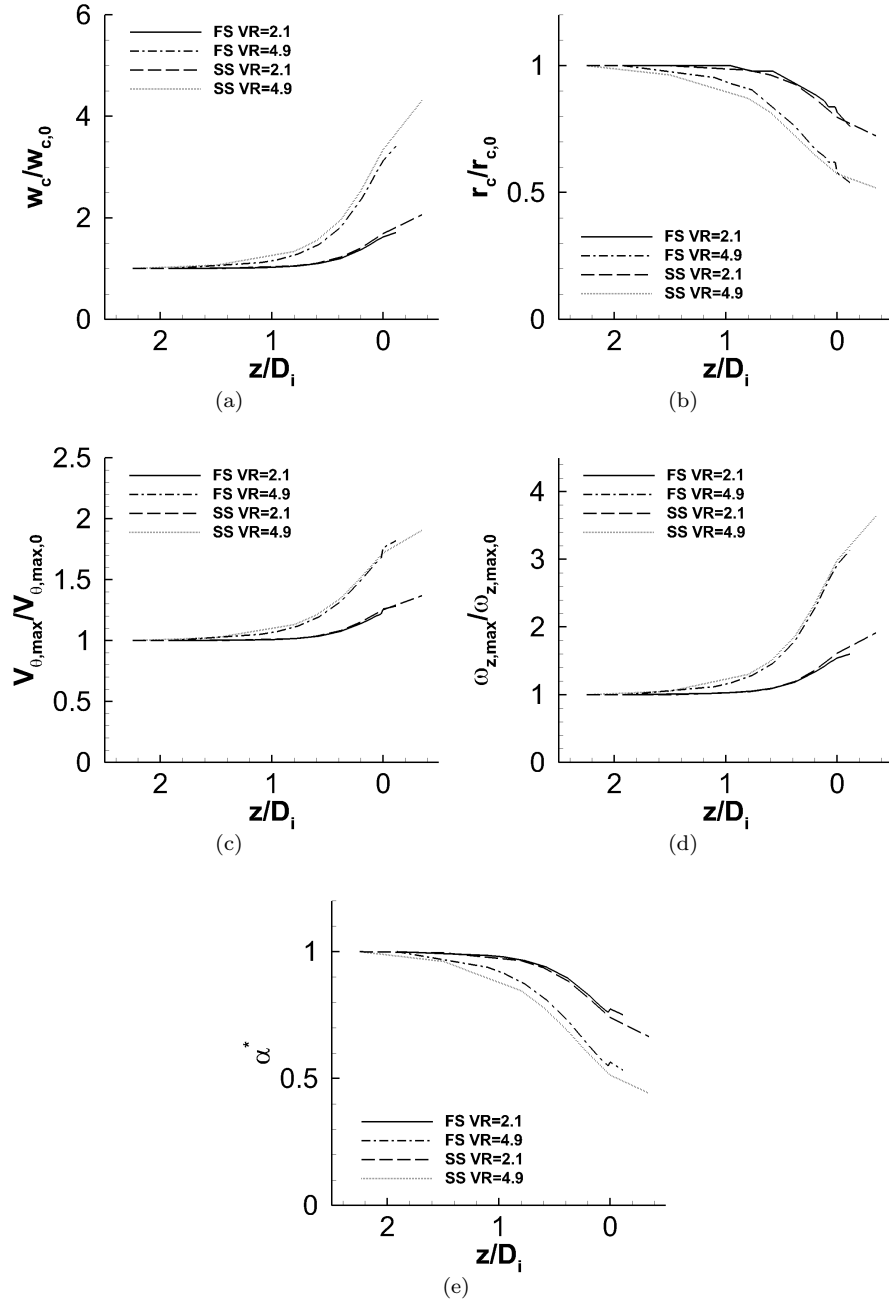 6
4
2
0
w_c/w_{c,0}
FS VR=2.1
FS VR=4.9
SS VR=2.1
SS VR=4.9
2 1 0
z/D_i
(a)
1
0.5
0
r_c/r_{c,0}
FS VR=2.1
FS VR=4.9
SS VR=2.1
SS VR=4.9
2 1 0
z/D_i
(b)
2.5
2
1.5
1
0.5
0
V_{θ,max}/V_{θ,max,0}
FS VR=2.1
FS VR=4.9
SS VR=2.1
SS VR=4.9
2 1 0
z/D_i
(c)
4
3
2
1
0
ω_{z,max}/ω_{z,max,0}
FS VR=2.1
FS VR=4.9
SS VR=2.1
SS VR=4.9
2 1 0
z/D_i
(d)
1
0.5
0
α*
FS VR=2.1
FS VR=4.9
SS VR=2.1
SS VR=4.9
2 1 0
z/D_i
(e)